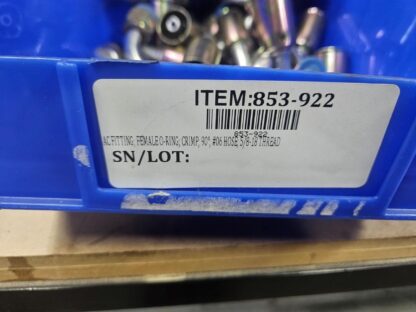 ITEM:853-922
853-922
AC FITTING, FEMALE O-RING, CRIMP, 90°, #06 HOSE, 5/8-18 THREAD
SN/LOT: